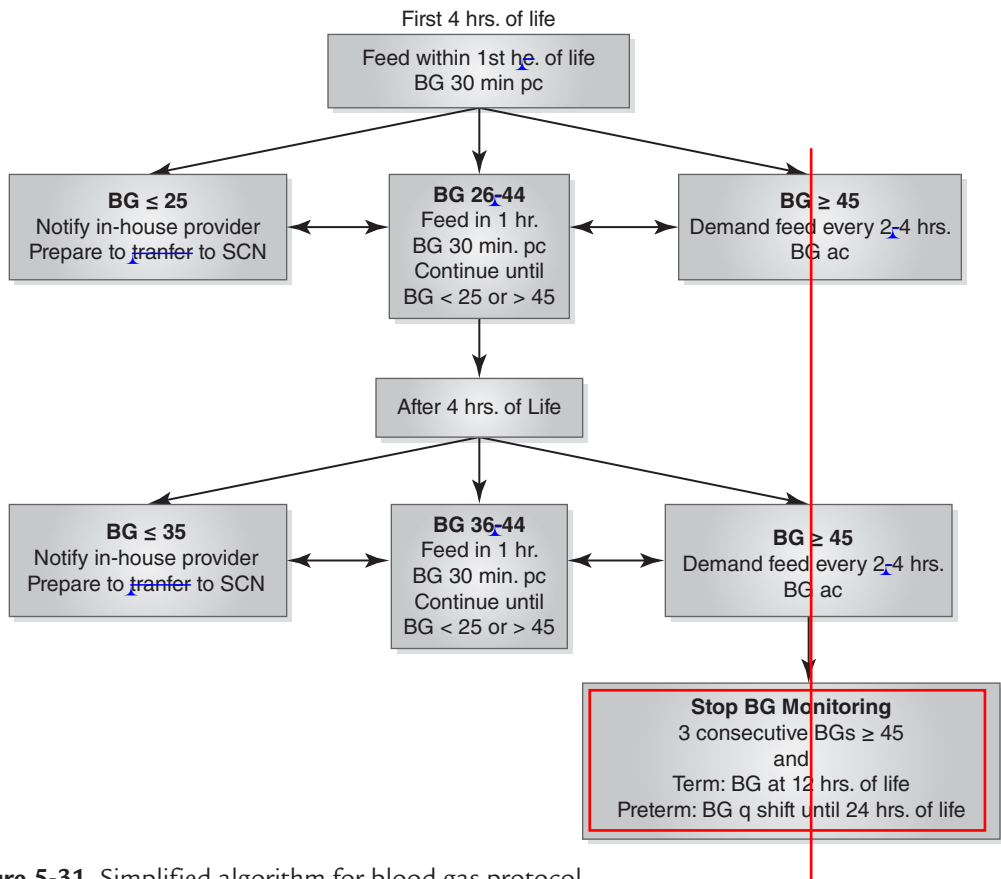 First 4 hrs. of life
Feed within 1st he. of life
BG 30 min pc
BG ≤ 25
Notify in-house provider
Prepare to tranfer to SCN
BG 26-44
Feed in 1 hr.
BG 30 min. pc
Continue until
BG < 25 or > 45
BG ≥ 45
Demand feed every 2-4 hrs.
BG ac
After 4 hrs. of Life
BG ≤ 35
Notify in-house provider
Prepare to tranfer to SCN
BG 36-44
Feed in 1 hr.
BG 30 min. pc
Continue until
BG < 25 or > 45
BG ≥ 45
Demand feed every 2-4 hrs.
BG ac
Stop BG Monitoring
3 consecutive BGs ≥ 45
and
Term: BG at 12 hrs. of life
Preterm: BG q shift until 24 hrs. of life
ure 5-31 Simplified algorithm for blood gas protocol